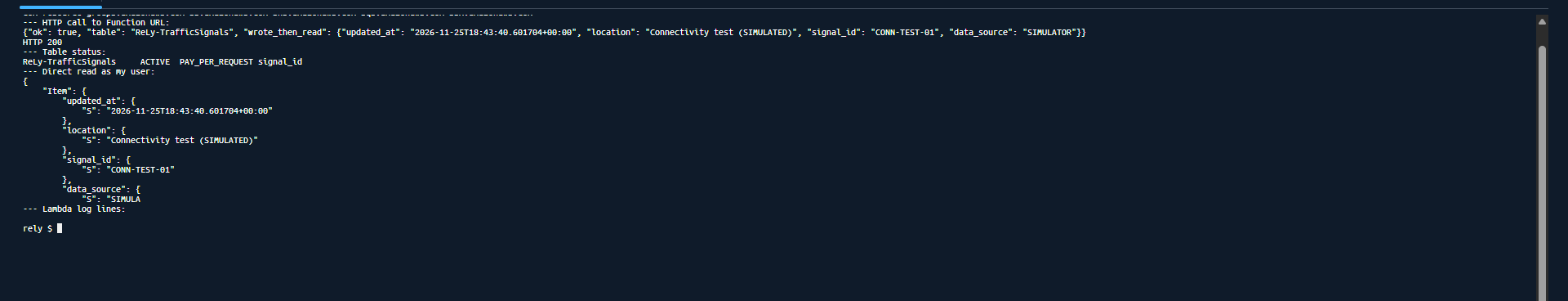 --- HTTP call to Function URL:
{"ok": true, "table": "ReLy-TrafficSignals", "wrote_then_read": {"updated_at": "2026-11-25T18:43:40.601704+00:00", "location": "Connectivity test (SIMULATED)", "signal_id": "CONN-TEST-01", "data_source": "SIMULATOR"}}
HTTP 200
--- Table status:
ReLy-TrafficSignals     ACTIVE  PAY_PER_REQUEST signal_id
--- Direct read as my user:
{
    "Item": {
        "updated_at": {
            "S": "2026-11-25T18:43:40.601704+00:00"
        },
        "location": {
            "S": "Connectivity test (SIMULATED)"
        },
        "signal_id": {
            "S": "CONN-TEST-01"
        },
        "data_source": {
            "S": "SIMULA
--- Lambda log lines:
rely $